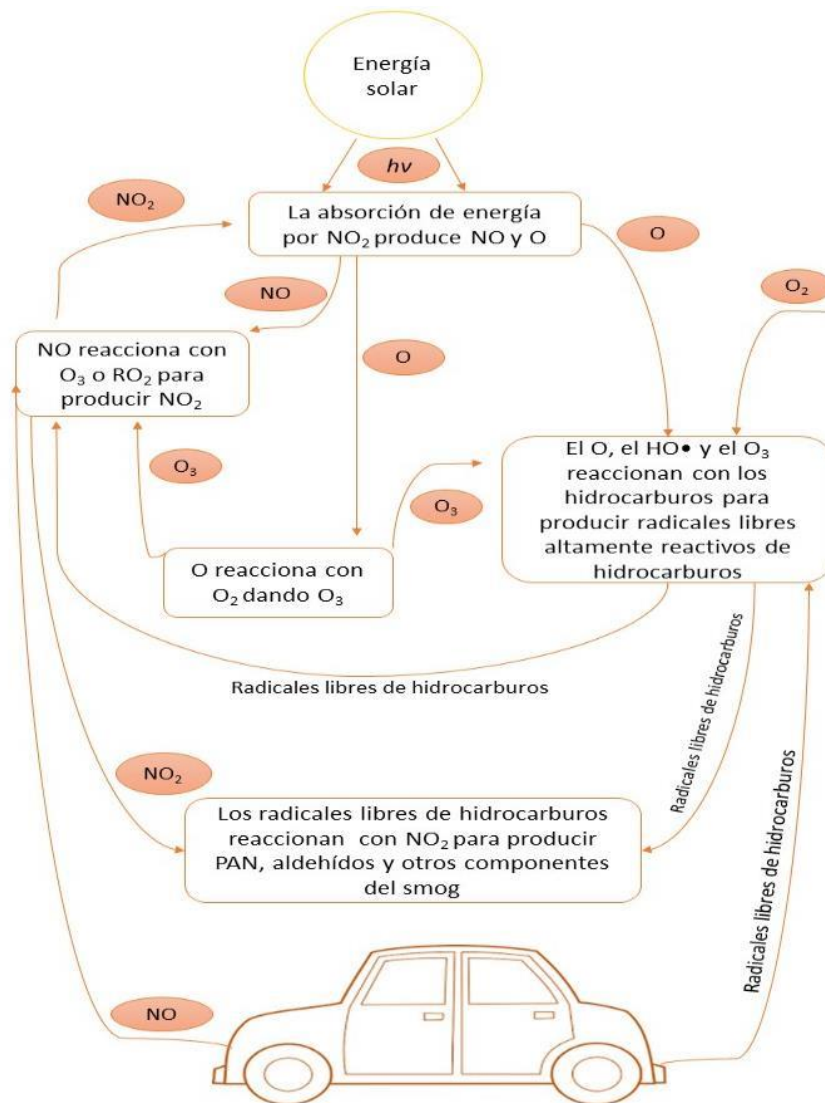 Energía
solar
hv
NO₂
La absorción de energía
por NO₂ produce NO y O
O
NO
O₂
NO reacciona con
O₃ o RO₂ para
producir NO₂
O
O₃
O₃
El O, el HO● y el O₃
reaccionan con los
hidrocarburos para
producir radicales libres
altamente reactivos de
hidrocarburos
O reacciona con
O₂ dando O₃
Radicales libres de hidrocarburos
Radicales libres de hidrocarburos
Radicales libres de hidrocarburos
NO₂
Los radicales libres de hidrocarburos
reaccionan con NO₂ para producir
PAN, aldehídos y otros componentes
del smog
NO